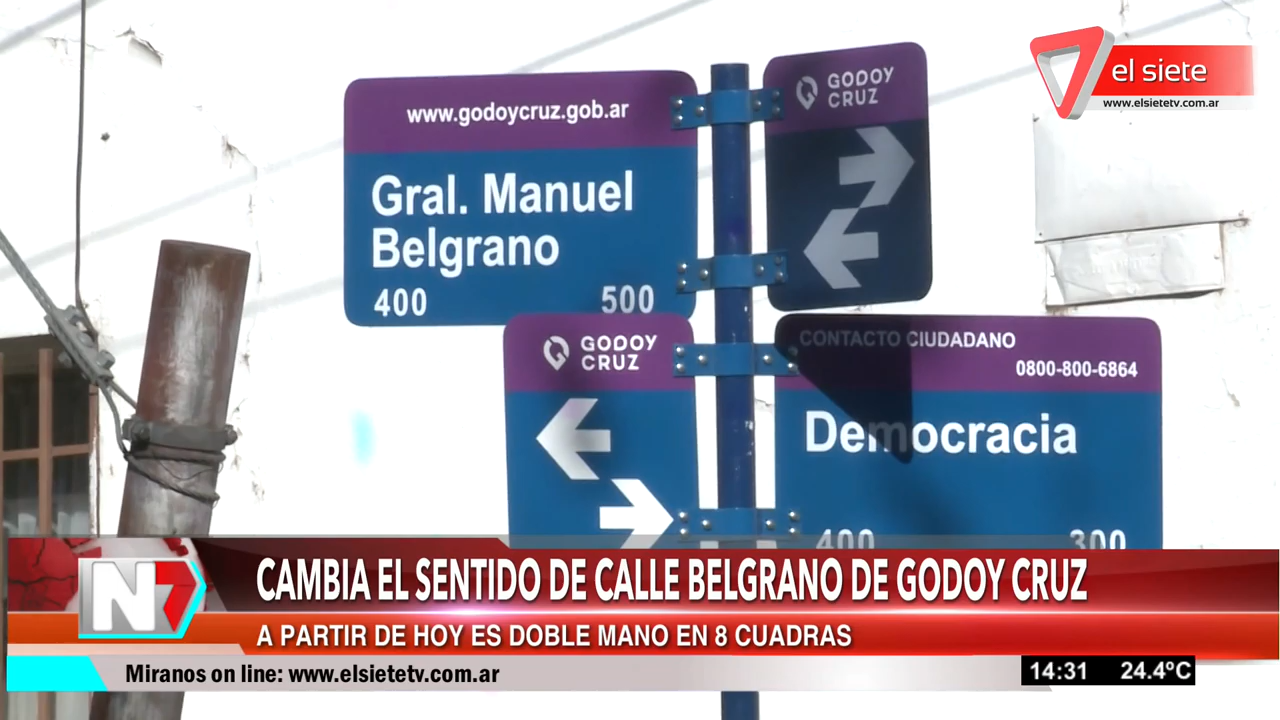 www.godoycruz.gob.ar
Gral. Manuel
Belgrano
400 500
GODOY
CRUZ
GODOY
CRUZ
CONTACTO CIUDADANO
0800-800-6864
Democracia
400 300
7 el siete
www.elsietetv.com.ar
N7
CAMBIA EL SENTIDO DE CALLE BELGRANO DE GODOY CRUZ
A PARTIR DE HOY ES DOBLE MANO EN 8 CUADRAS
Miranos on line: www.elsietetv.com.ar
14:31 24.4ºC